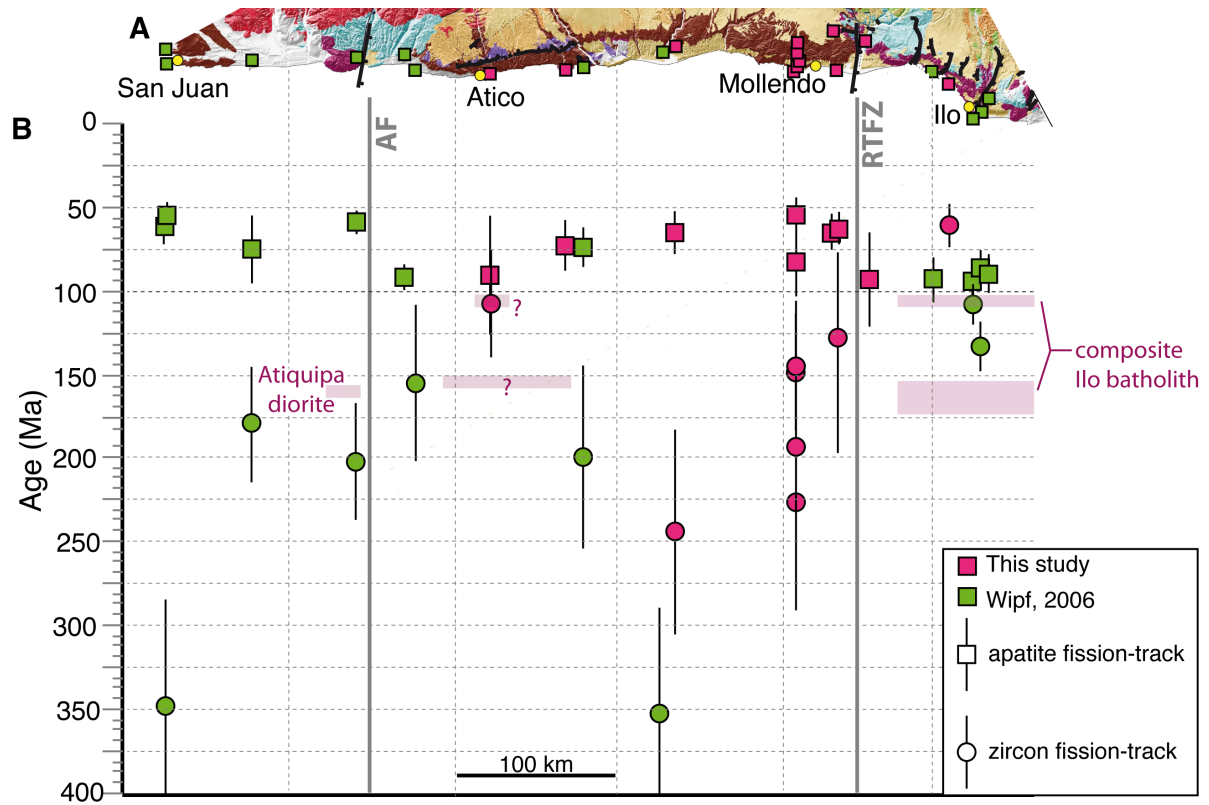 A
San Juan
Atico
Mollendo
Ilo
B
AF
RTFZ
Age (Ma)
0
50
100
150
200
250
300
350
400
?
Atiquipa
diorite
?
composite
Ilo batholith
100 km
This study
Wipf, 2006
apatite fission-track
zircon fission-track